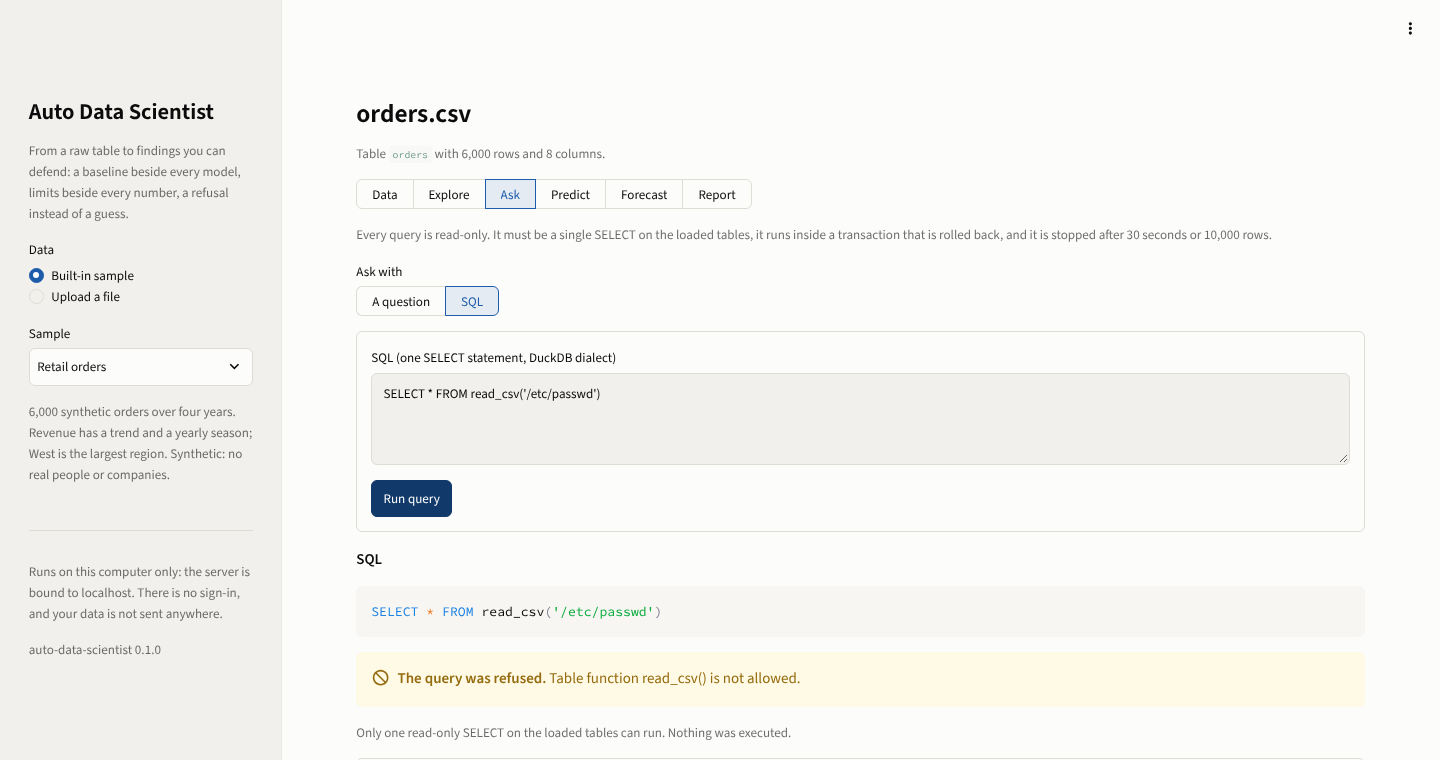 Auto Data Scientist
From a raw table to findings you can
defend: a baseline beside every model,
limits beside every number, a refusal
instead of a guess.
Data
Built-in sample
Upload a file
Sample
Retail orders
6,000 synthetic orders over four years.
Revenue has a trend and a yearly season;
West is the largest region. Synthetic: no
real people or companies.
Runs on this computer only: the server is
bound to localhost. There is no sign-in,
and your data is not sent anywhere.
auto-data-scientist 0.1.0
orders.csv
Table orders with 6,000 rows and 8 columns.
Data Explore Ask Predict Forecast Report
Every query is read-only. It must be a single SELECT on the loaded tables, it runs inside a transaction that is rolled back, and it is stopped after 30 seconds or 10,000 rows.
Ask with
A question SQL
SQL (one SELECT statement, DuckDB dialect)
SELECT * FROM read_csv('/etc/passwd')
Run query
SQL
SELECT * FROM read_csv('/etc/passwd')
The query was refused. Table function read_csv() is not allowed.
Only one read-only SELECT on the loaded tables can run. Nothing was executed.